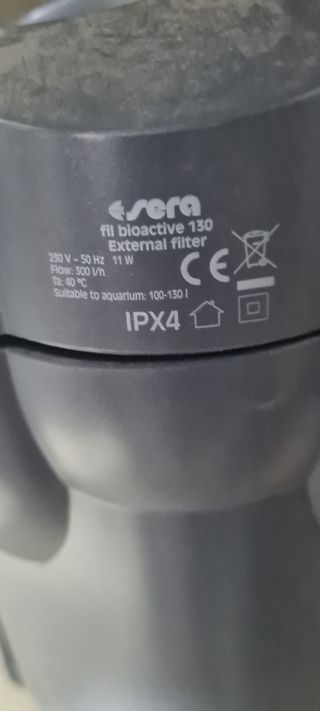 sera
fil bioactive 130
External filter
230 V ~ 50 Hz 11 W
Flow: 300 l/h
Ta: 40 °C
Suitable to aquarium: 100-130 l
CE
IPX4